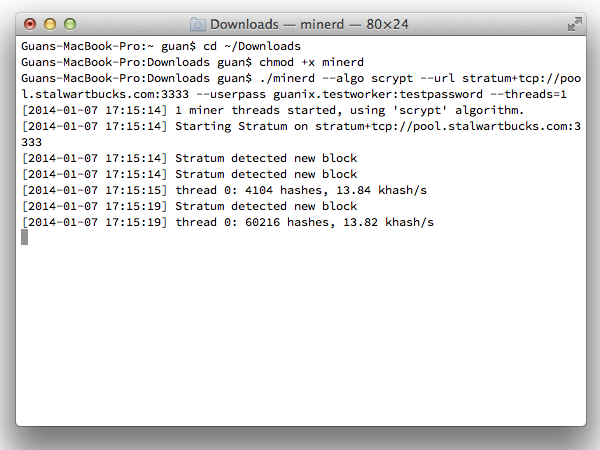 Downloads — minerd — 80×24
Guans-MacBook-Pro:~ guan$ cd ~/Downloads
Guans-MacBook-Pro:Downloads guan$ chmod +x minerd
Guans-MacBook-Pro:Downloads guan$ ./minerd --algo scrypt --url stratum+tcp://poo
l.stalwartbucks.com:3333 --userpass guanix.testworker:testpassword --threads=1
[2014-01-07 17:15:14] 1 miner threads started, using 'scrypt' algorithm.
[2014-01-07 17:15:14] Starting Stratum on stratum+tcp://pool.stalwartbucks.com:3
333
[2014-01-07 17:15:14] Stratum detected new block
[2014-01-07 17:15:14] Stratum detected new block
[2014-01-07 17:15:15] thread 0: 4104 hashes, 13.84 khash/s
[2014-01-07 17:15:19] Stratum detected new block
[2014-01-07 17:15:19] thread 0: 60216 hashes, 13.82 khash/s